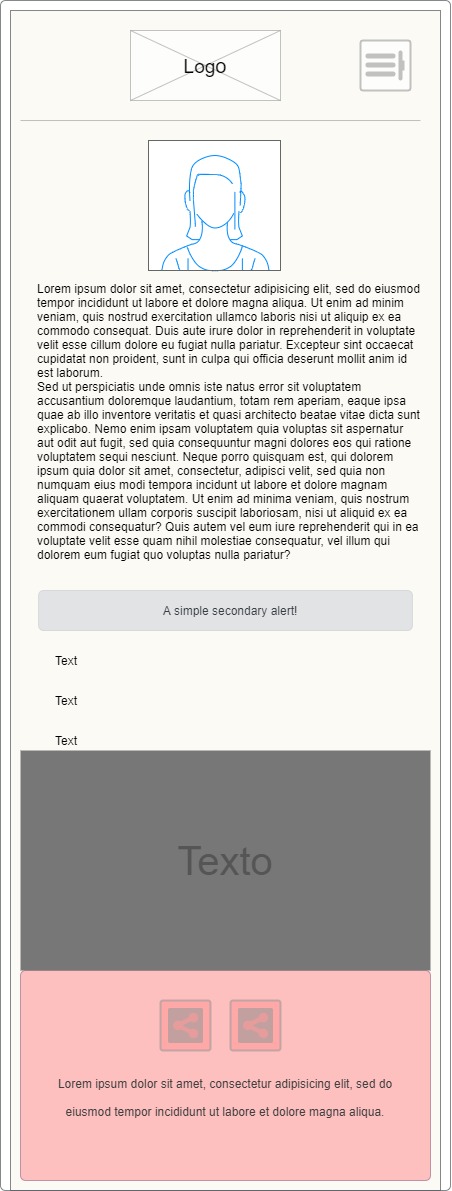 Logo
Lorem ipsum dolor sit amet, consectetur adipisicing elit, sed do eiusmod
tempor incididunt ut labore et dolore magna aliqua. Ut enim ad minim
veniam, quis nostrud exercitation ullamco laboris nisi ut aliquip ex ea
commodo consequat. Duis aute irure dolor in reprehenderit in voluptate
velit esse cillum dolore eu fugiat nulla pariatur. Excepteur sint occaecat
cupidatat non proident, sunt in culpa qui officia deserunt mollit anim id
est laborum.
Sed ut perspiciatis unde omnis iste natus error sit voluptatem
accusantium doloremque laudantium, totam rem aperiam, eaque ipsa
quae ab illo inventore veritatis et quasi architecto beatae vitae dicta sunt
explicabo. Nemo enim ipsam voluptatem quia voluptas sit aspernatur
aut odit aut fugit, sed quia consequuntur magni dolores eos qui ratione
voluptatem sequi nesciunt. Neque porro quisquam est, qui dolorem
ipsum quia dolor sit amet, consectetur, adipisci velit, sed quia non
numquam eius modi tempora incidunt ut labore et dolore magnam
aliquam quaerat voluptatem. Ut enim ad minima veniam, quis nostrum
exercitationem ullam corporis suscipit laboriosam, nisi ut aliquid ex ea
commodi consequatur? Quis autem vel eum iure reprehenderit qui in ea
voluptate velit esse quam nihil molestiae consequatur, vel illum qui
dolorem eum fugiat quo voluptas nulla pariatur?
A simple secondary alert!
Text
Text
Text
Texto
Lorem ipsum dolor sit amet, consectetur adipisicing elit, sed do
eiusmod tempor incididunt ut labore et dolore magna aliqua.